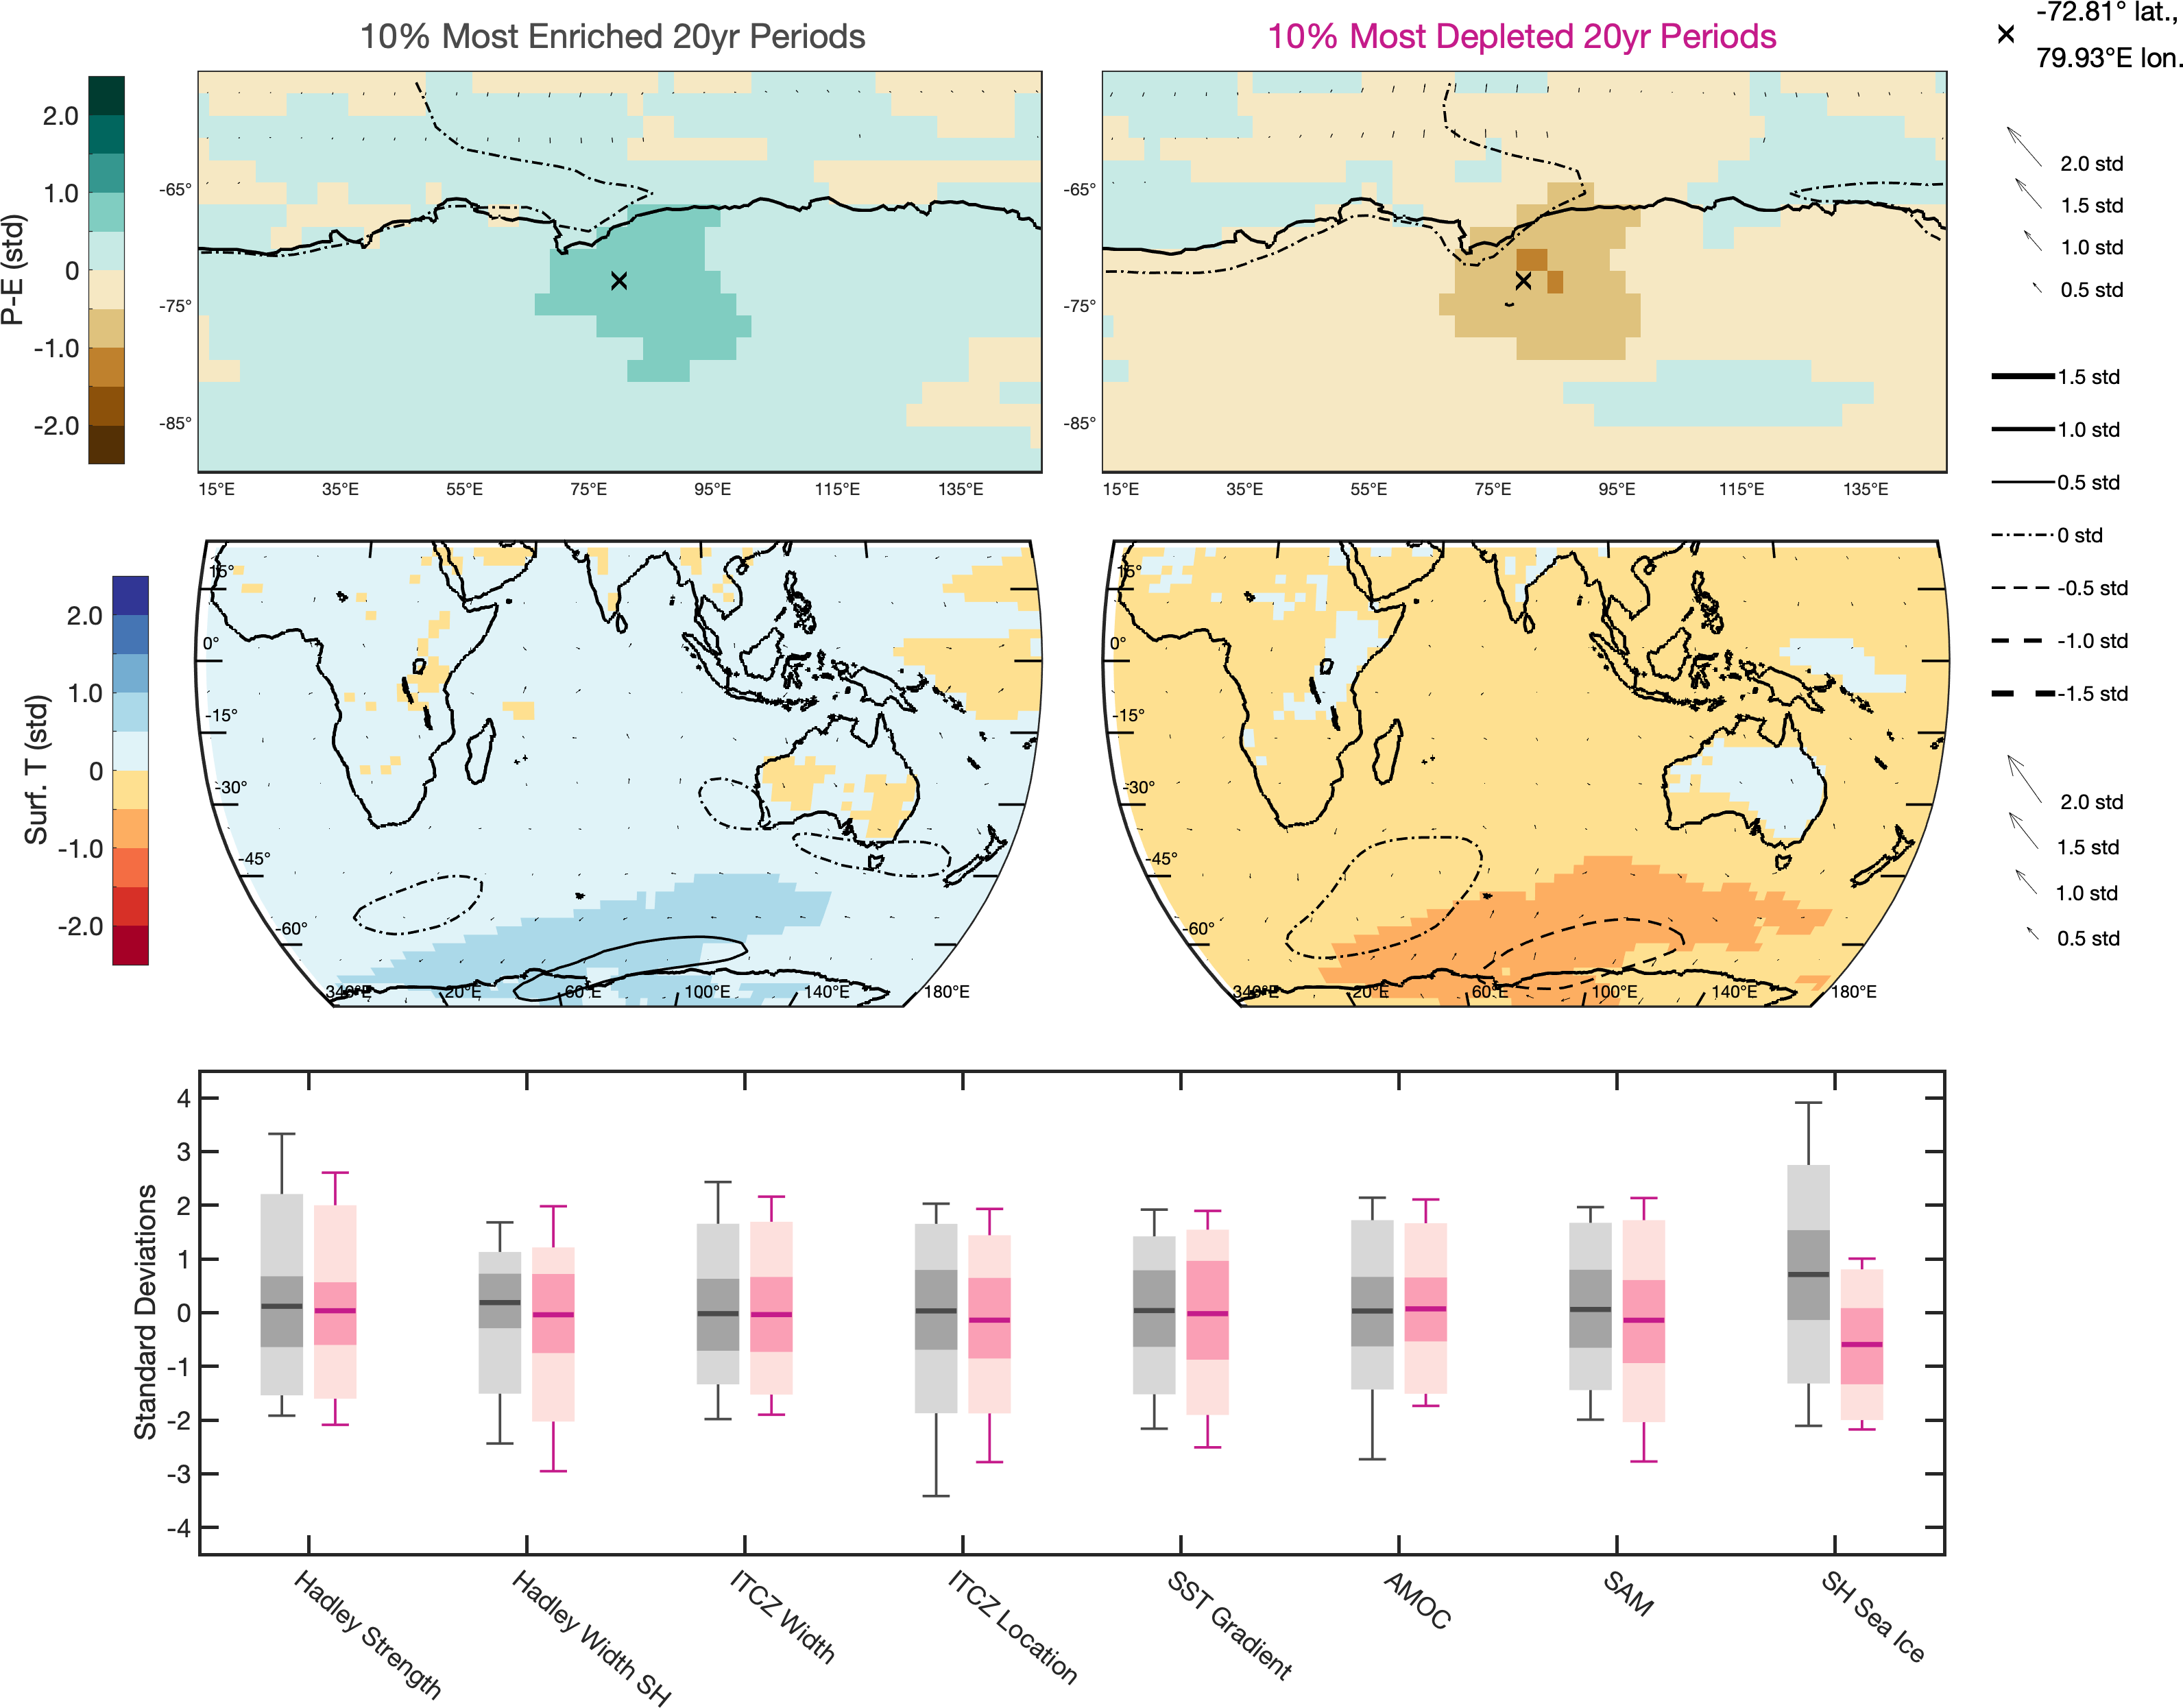 10% Most Enriched 20yr Periods
10% Most Depleted 20yr Periods
-72.81° lat.,
79.93°E lon.
P-E (std)
2.0
1.0
0
-1.0
-2.0
-65°
-75°
-85°
15°E 35°E 55°E 75°E 95°E 115°E 135°E
-65°
-75°
-85°
15°E 35°E 55°E 75°E 95°E 115°E 135°E
2.0 std
1.5 std
1.0 std
0.5 std
1.5 std
1.0 std
0.5 std
0 std
-0.5 std
-1.0 std
-1.5 std
Surf. T (std)
2.0
1.0
0
-1.0
-2.0
15°
0°
-15°
-30°
-45°
-60°
340°E 20°E 60°E 100°E 140°E 180°E
15°
0°
-15°
-30°
-45°
-60°
340°E 20°E 60°E 100°E 140°E 180°E
2.0 std
1.5 std
1.0 std
0.5 std
Standard Deviations
4
3
2
1
0
-1
-2
-3
-4
Hadley Strength
Hadley Width SH
ITCZ Width
ITCZ Location
SST Gradient
AMOC
SAM
SH Sea Ice